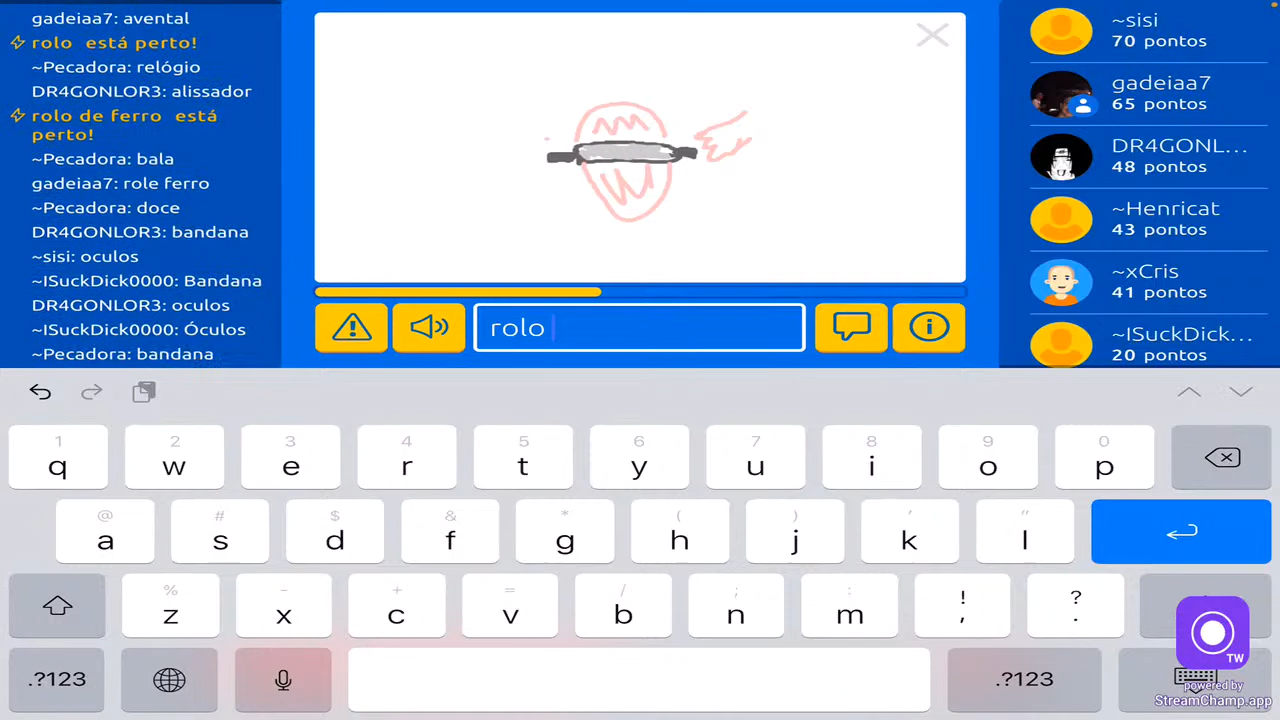 gadeiaa7: avental
rolo está perto!
~Pecadora: relógio
DR4GONLOR3: alissador
rolo de ferro está
perto!
~Pecadora: bala
gadeiaa7: role ferro
~Pecadora: doce
DR4GONLOR3: bandana
~sisi: oculos
~ISuckDick0000: Bandana
DR4GONLOR3: oculos
~ISuckDick0000: Óculos
~Pecadora: bandana
rolo
~sisi
70 pontos
gadeiaa7
65 pontos
DR4GONL...
48 pontos
~Henricat
43 pontos
~xCris
41 pontos
~ISuckDick...
20 pontos
1 2 3 4 5 6 7 8 9 0
q w e r t y u i o p
@ # $ & * ( ) ' "
a s d f g h j k l
% - + = / ; : ! ?
z x c v b n m , .
.?123 .?123
TW
powered by
StreamChamp.app